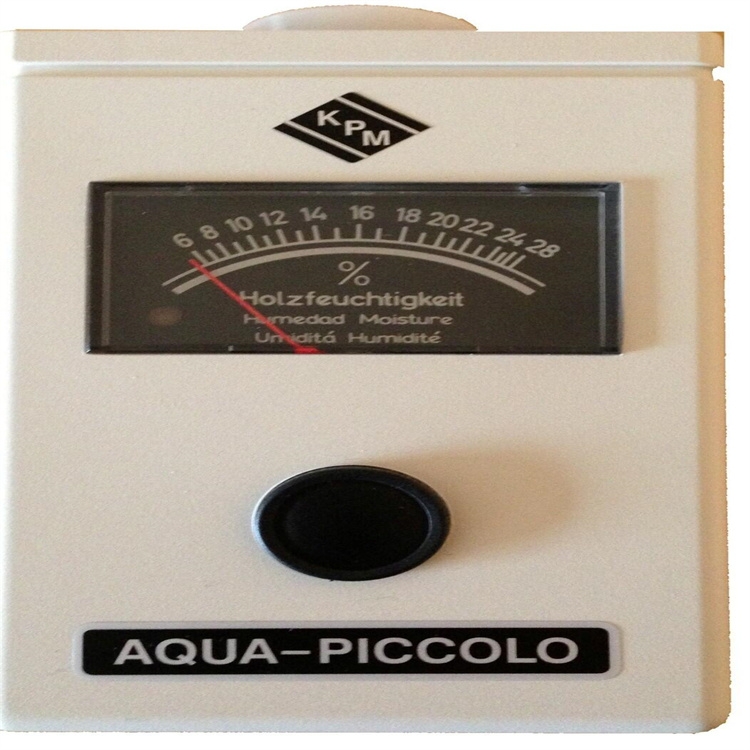 KPM
6 8 10 12 14 16 18 20 22 24 28
%
Holzfeuchtigkeit
Humedad Moisture
Umiditá Humidité
AQUA-PICCOLO